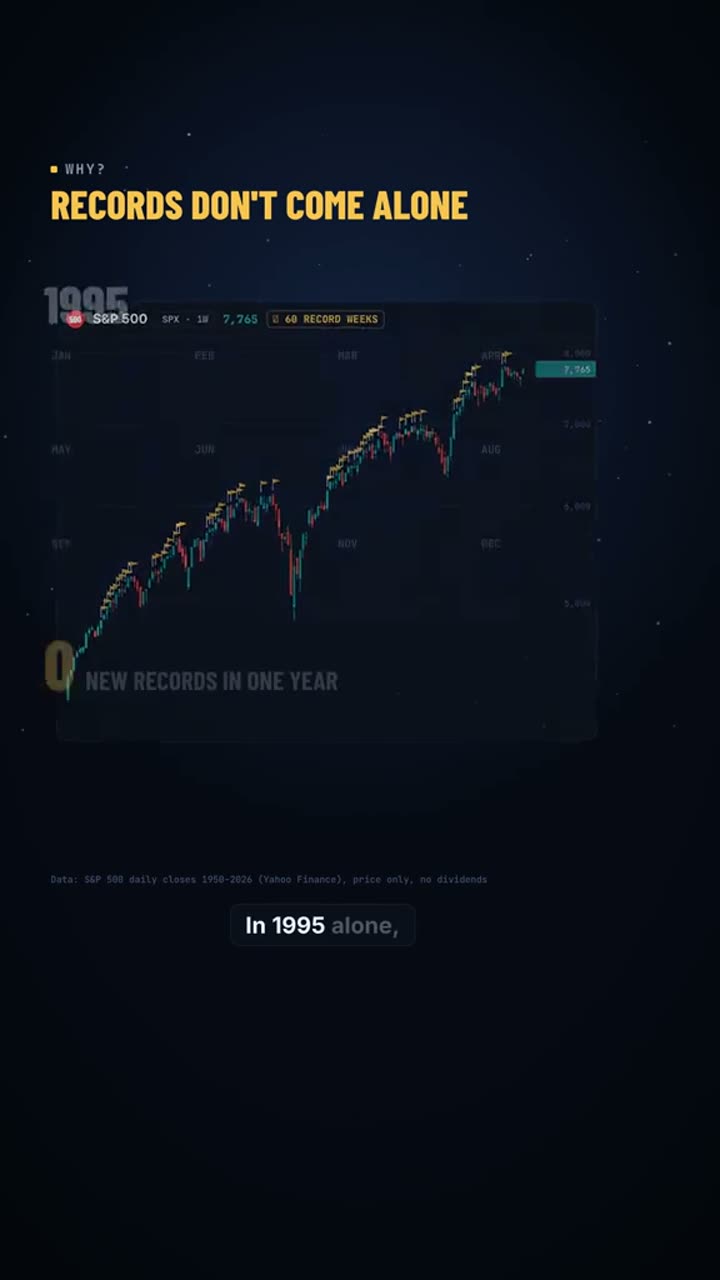 WHY?
RECORDS DON'T COME ALONE
1995
500 S&P 500 SPX · 1W 7,765 60 RECORD WEEKS
JAN FEB MAR APR 8,000
7,765
7,000
MAY JUN AUG
6,000
SEP NOV DEC
5,000
0 NEW RECORDS IN ONE YEAR
Data: S&P 500 daily closes 1950-2026 (Yahoo Finance), price only, no dividends
In 1995 alone,